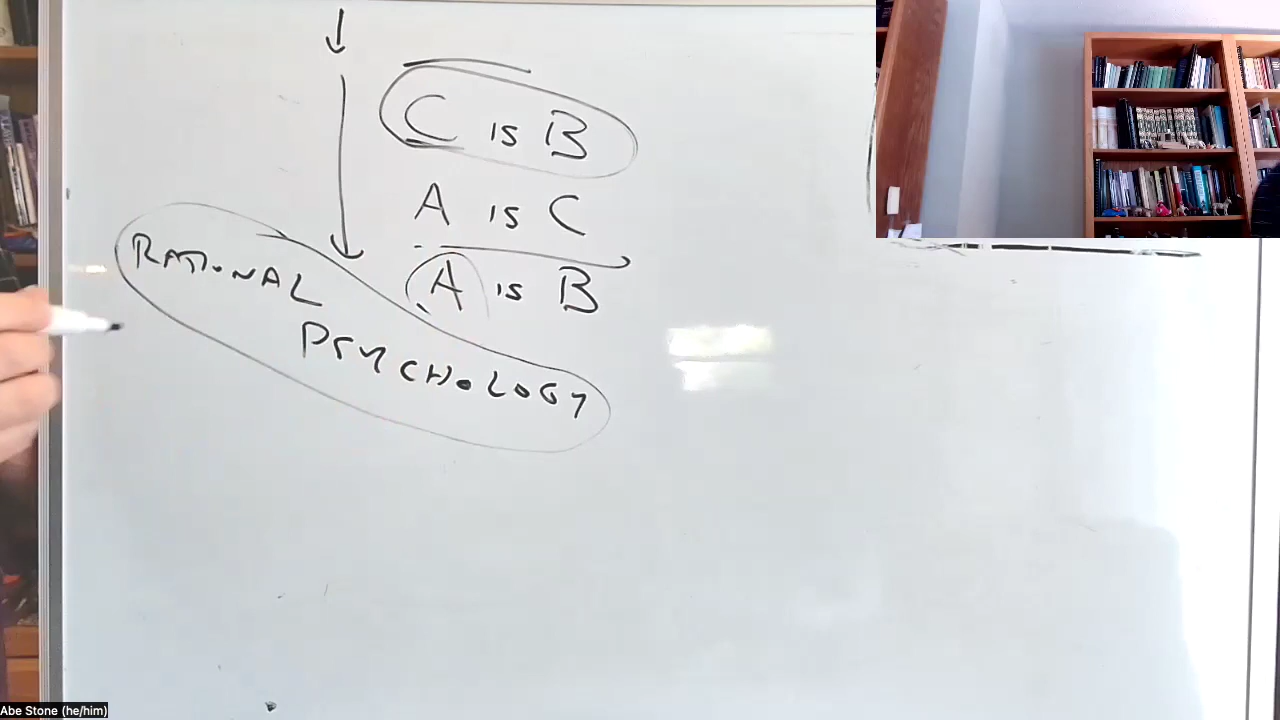 C is B
A is C
A is B
RATIONAL
PSYCHOLOGY
Abe Stone (he/him)